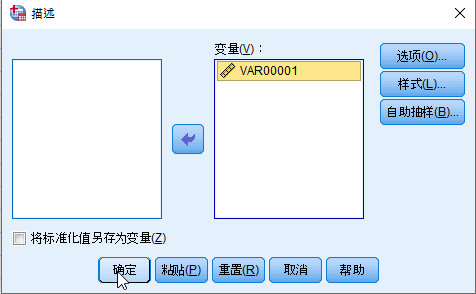 描述
变量(V)：
VAR00001
选项(O)...
样式(L)...
自助抽样(B)...
将标准化值另存为变量(Z)
确定 粘贴(P) 重置(R) 取消 帮助